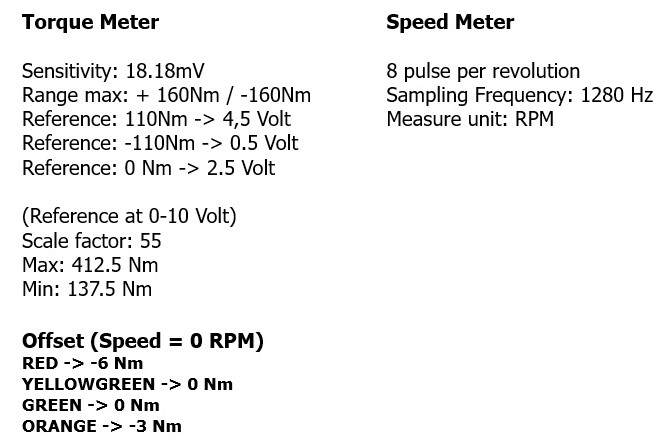 Torque Meter
Sensitivity: 18.18mV
Range max: + 160Nm / -160Nm
Reference: 110Nm -> 4,5 Volt
Reference: -110Nm -> 0.5 Volt
Reference: 0 Nm -> 2.5 Volt
(Reference at 0-10 Volt)
Scale factor: 55
Max: 412.5 Nm
Min: 137.5 Nm
Offset (Speed = 0 RPM)
RED -> -6 Nm
YELLOWGREEN -> 0 Nm
GREEN -> 0 Nm
ORANGE -> -3 Nm
Speed Meter
8 pulse per revolution
Sampling Frequency: 1280 Hz
Measure unit: RPM